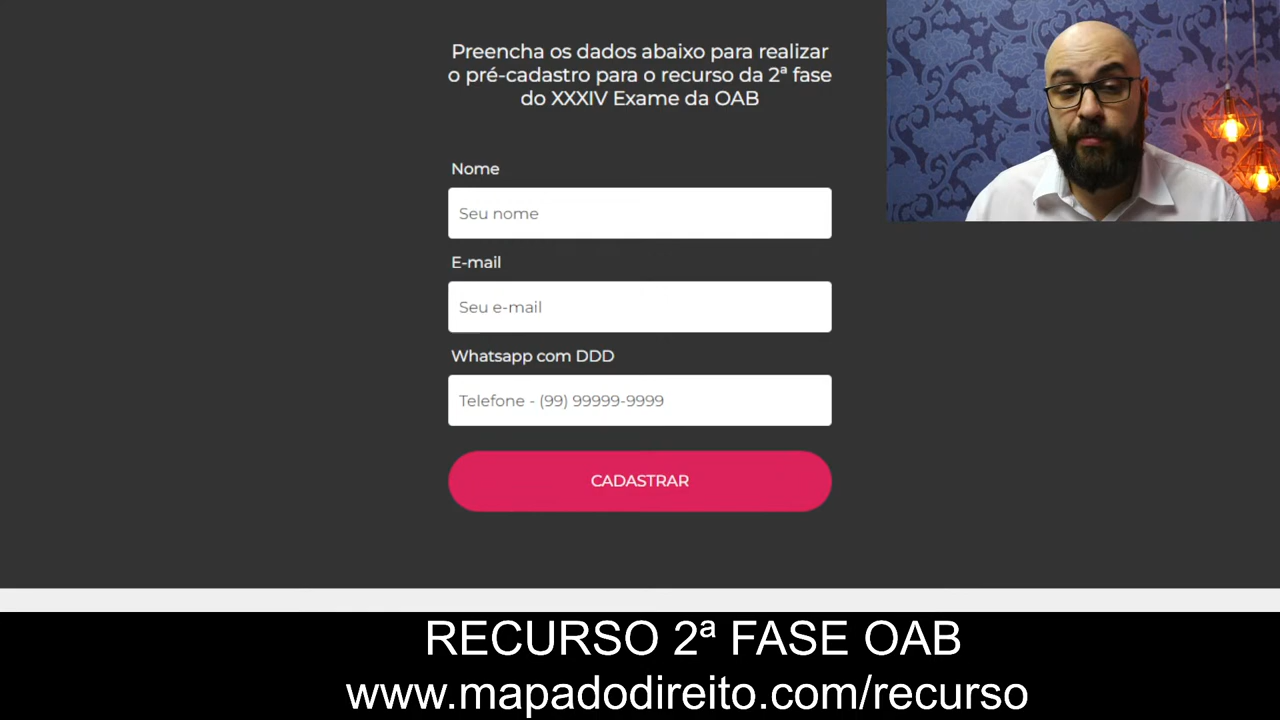 Preencha os dados abaixo para realizar
o pré-cadastro para o recurso da 2ª fase
do XXXIV Exame da OAB
Nome
Seu nome
E-mail
Seu e-mail
Whatsapp com DDD
Telefone - (99) 99999-9999
CADASTRAR
RECURSO 2ª FASE OAB
www.mapadodireito.com/recurso